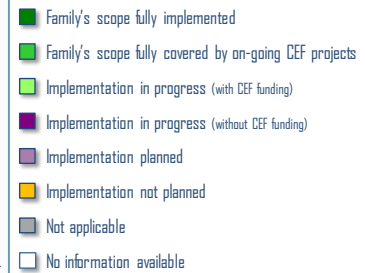 Family's scope fully implemented
Family's scope fully covered by on-going CEF projects
Implementation in progress (with CEF funding)
Implementation in progress (without CEF funding)
Implementation planned
Implementation not planned
Not applicable
No information available